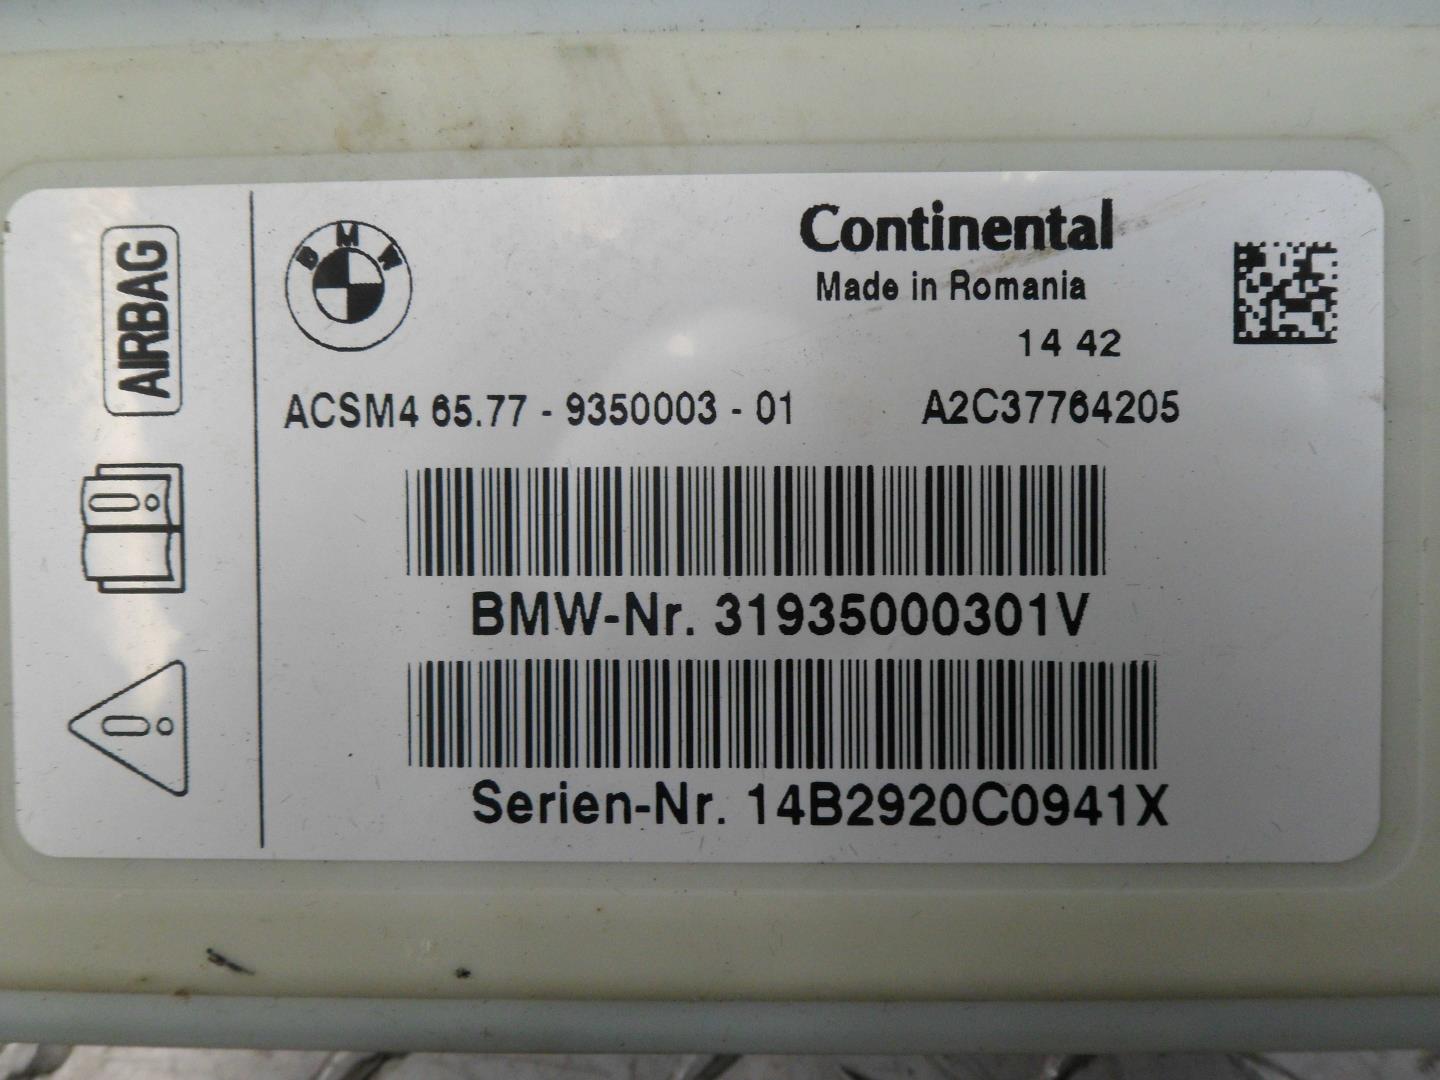 AIRBAG
BMW
Continental
Made in Romania
14 42
ACSM4 65.77 - 9350003 - 01 A2C37764205
BMW-Nr. 31935000301V
Serien-Nr. 14B2920C0941X